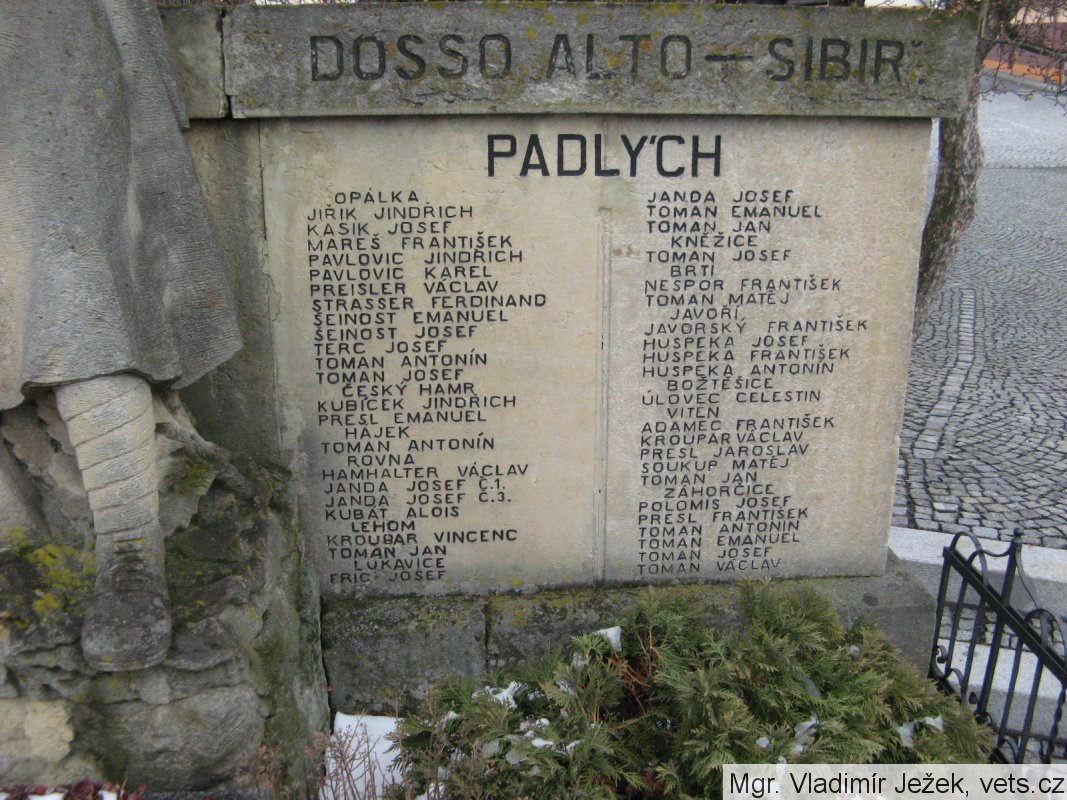 DOSSO ALTO — SIBIR
PADLÝCH
OPÁLKA
JIŘIK JINDŘICH
KASIK JOSEF
MAREŠ FRANTIŠEK
PAVLOVIC JINDŘICH
PAVLOVIC KAREL
PREISLER VÁCLAV
STRASSER FERDINAND
ŠEINOST EMANUEL
ŠEINOST JOSEF
TERC JOSEF
TOMAN ANTONÍN
TOMAN JOSEF
ČESKÝ HAMR
KUBÍČEK JINDŘICH
PRESL EMANUEL
HÁJEK
TOMAN ANTONÍN
ROVNA
HAMHALTER VÁCLAV
JANDA JOSEF Č.1.
JANDA JOSEF Č.3.
KUBÁT ALOIS
LEHOM
KROUPAR VINCENC
TOMAN JAN
LUKAVICE
FRIC JOSEF
JANDA JOSEF
TOMAN EMANUEL
TOMAN JAN
KNĚŽICE
TOMAN JOSEF
BRTI
NESPOR FRANTIŠEK
TOMAN MATĚJ
JAVOŘÍ
JAVORSKÝ FRANTIŠEK
HUSPEKA JOSEF
HUSPEKA FRANTIŠEK
HUSPEKA ANTONÍN
BOŽTĚŠICE
ÚLOVEC CELESTIN
VITEN
ADAMEC FRANTIŠEK
KROUPAR VÁCLAV
PRESL JAROSLAV
SOUKUP MATĚJ
TOMAN JAN
ZÁHORČICE
POLOMIS JOSEF
PRESL FRANTIŠEK
TOMAN ANTONÍN
TOMAN EMANUEL
TOMAN JOSEF
TOMAN VÁCLAV
Mgr. Vladimír Ježek, vets.cz